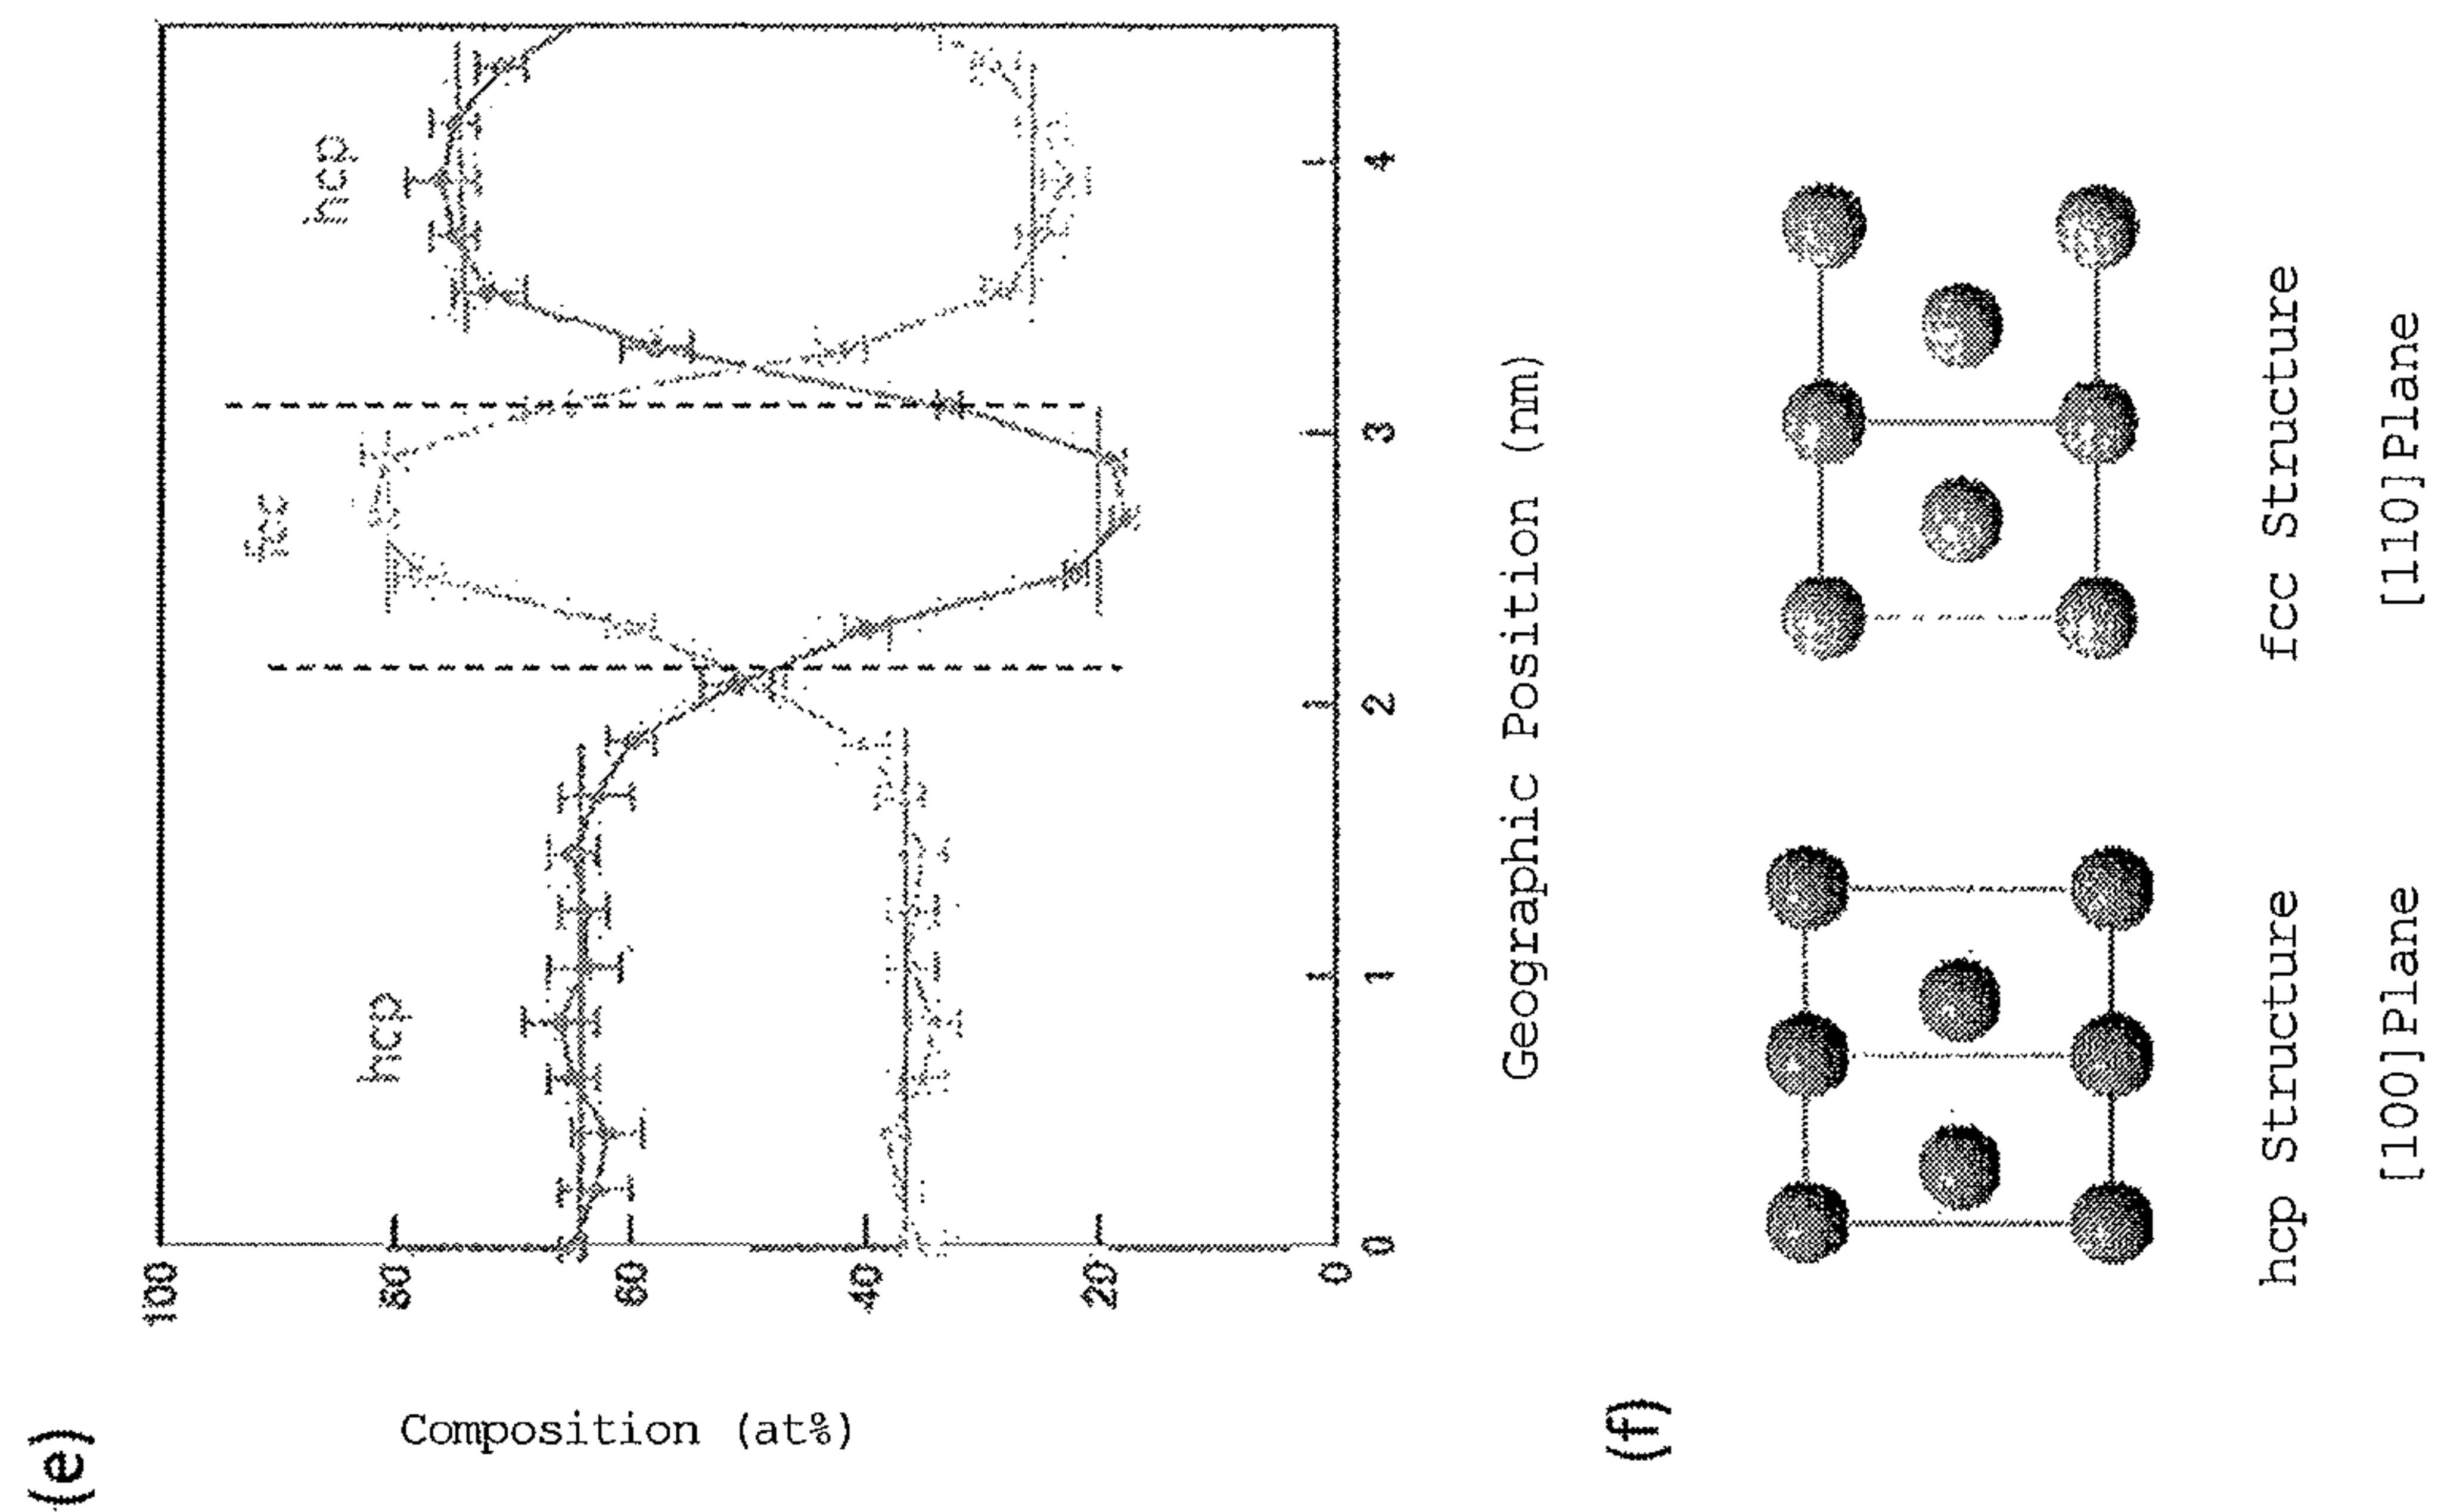 (e)
Composition (at%)
100
80
60
40
20
0
hcp
fcc
hcp
0
1
2
3
4
Geographic Position (nm)
(f)
hcp Structure
[100]Plane
fcc Structure
[110]Plane